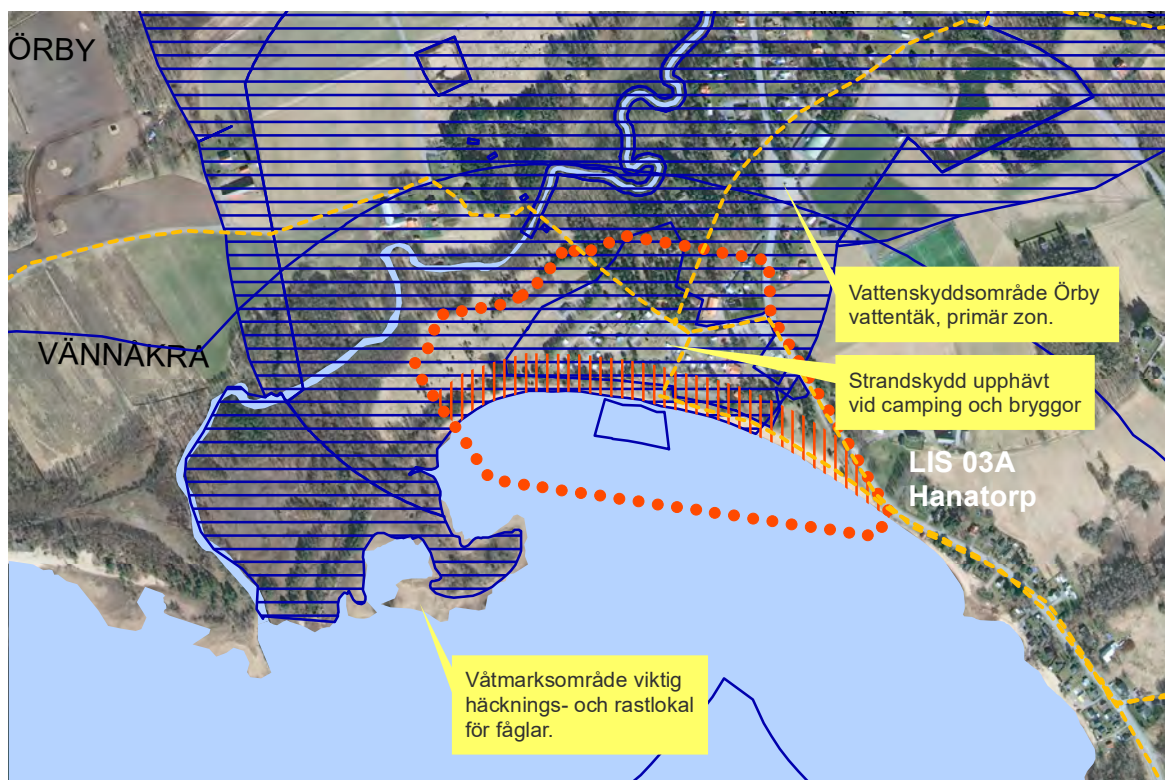 ÖRBY
Vattenskyddsområde Örby
vattentäk, primär zon.
VÄNNÅKRA
Strandskydd upphävt
vid camping och bryggor
LIS 03A
Hanatorp
Våtmarksområde viktig
häcknings- och rastlokal
för fåglar.